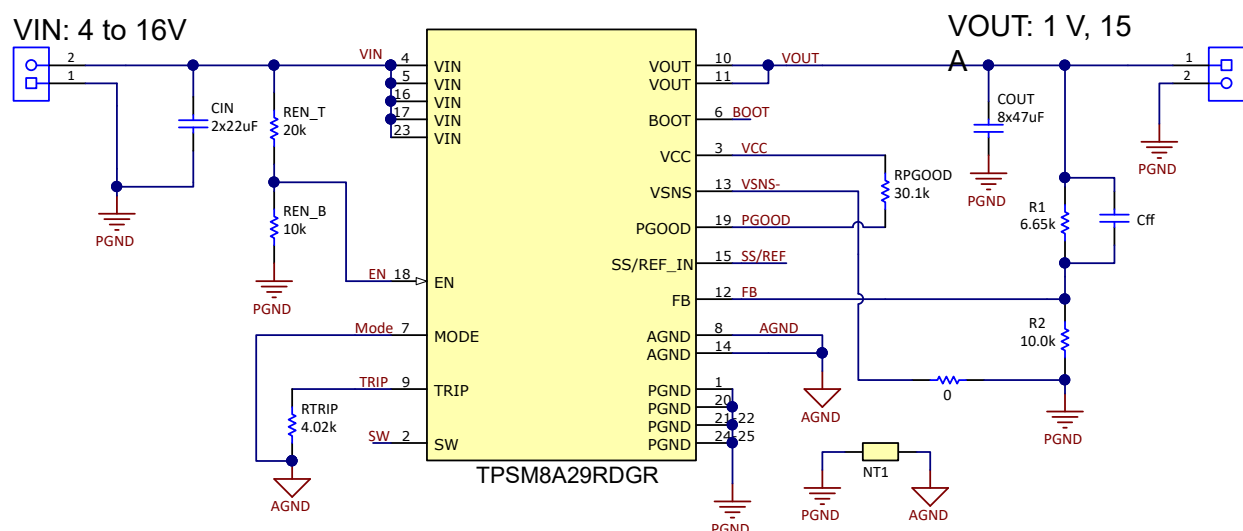 VIN: 4 to 16V
VOUT: 1 V, 15
A
2
1
CIN
2x22uF
PGND
REN_T
20k
REN_B
10k
PGND
VIN
4
5
16
17
23
EN 18
Mode 7
TRIP 9
SW 2
RTRIP
4.02k
AGND
VIN
VIN
VIN
VIN
VIN
EN
MODE
TRIP
SW
VOUT
VOUT
BOOT
VCC
VSNS
PGOOD
SS/REF_IN
FB
AGND
AGND
PGND
PGND
PGND
PGND
TPSM8A29RDGR
10 VOUT
11
6 BOOT
3 VCC
13 VSNS-
19 PGOOD
15 SS/REF
12 FB
8 AGND
14
1
20
21-22
24-25
PGND
RPGOOD
30.1k
AGND
COUT
8x47uF
PGND
R1
6.65k
Cff
R2
10.0k
0
PGND
1
2
PGND
NT1
PGND
AGND